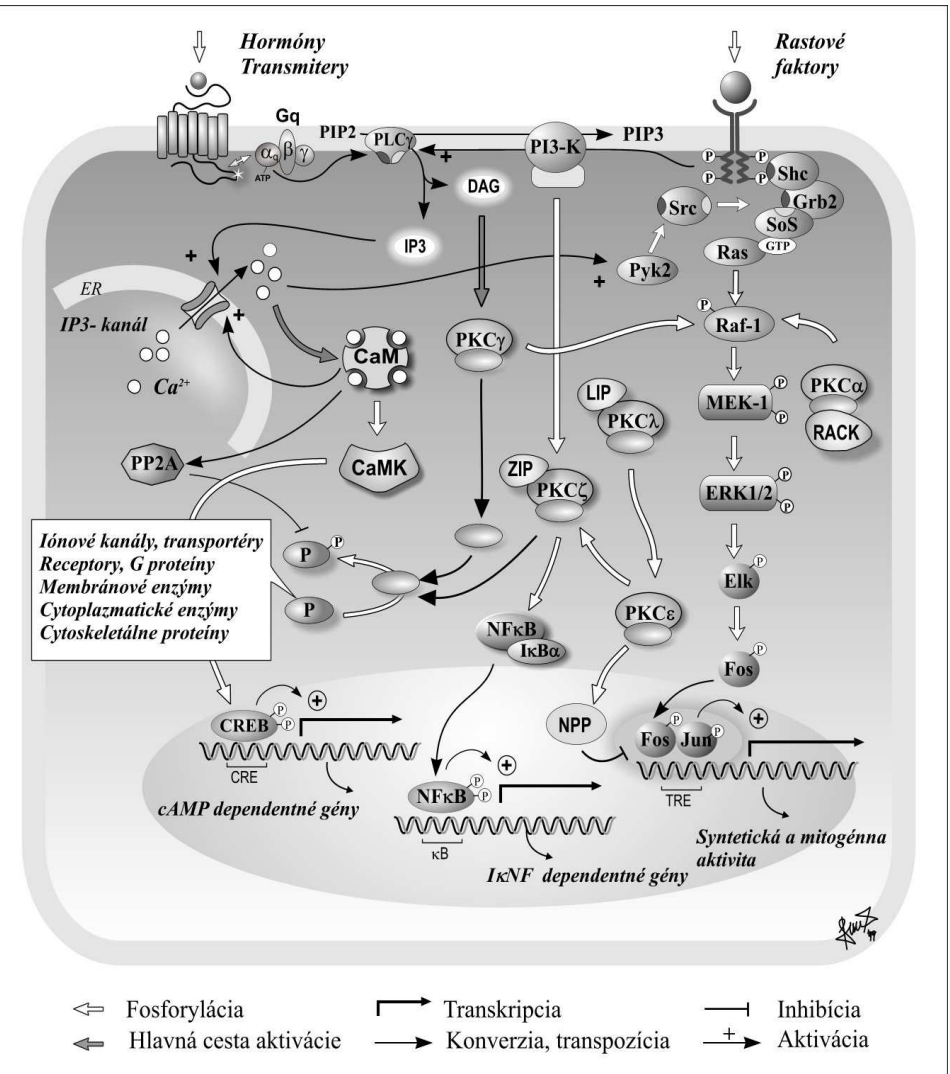 Hormóny
Transmitery
Rastové
faktory
Gq
αq
β
γ
ATP
PIP2
PLCγ
PI3-K
PIP3
+
DAG
IP3
P
P
P
P
Shc
Grb2
SoS
GTP
Ras
Src
Pyk2
+
+
+
ER
IP3- kanál
Ca2+
CaM
CaMK
PP2A
PKCγ
P
Raf-1
MEK-1
P
P
PKCα
RACK
LIP
PKCλ
ZIP
PKCζ
ERK1/2
P
P
Iónové kanály, transportéry
Receptory, G proteíny
Membránové enzýmy
Cytoplazmatické enzýmy
Cytoskeletálne proteíny
P
P
P
Elk
P
NFκB
IκBα
PKCε
Fos
P
CREB
P
P
+
CRE
cAMP dependentné gény
NPP
Fos
P
Jun
P
+
TRE
NFκB
P
P
+
κB
IκNF dependentné gény
Syntetická a mitogénna
aktivita
Fosforylácia
Transkripcia
Inhibícia
Hlavná cesta aktivácie
Konverzia, transpozícia
+
Aktivácia